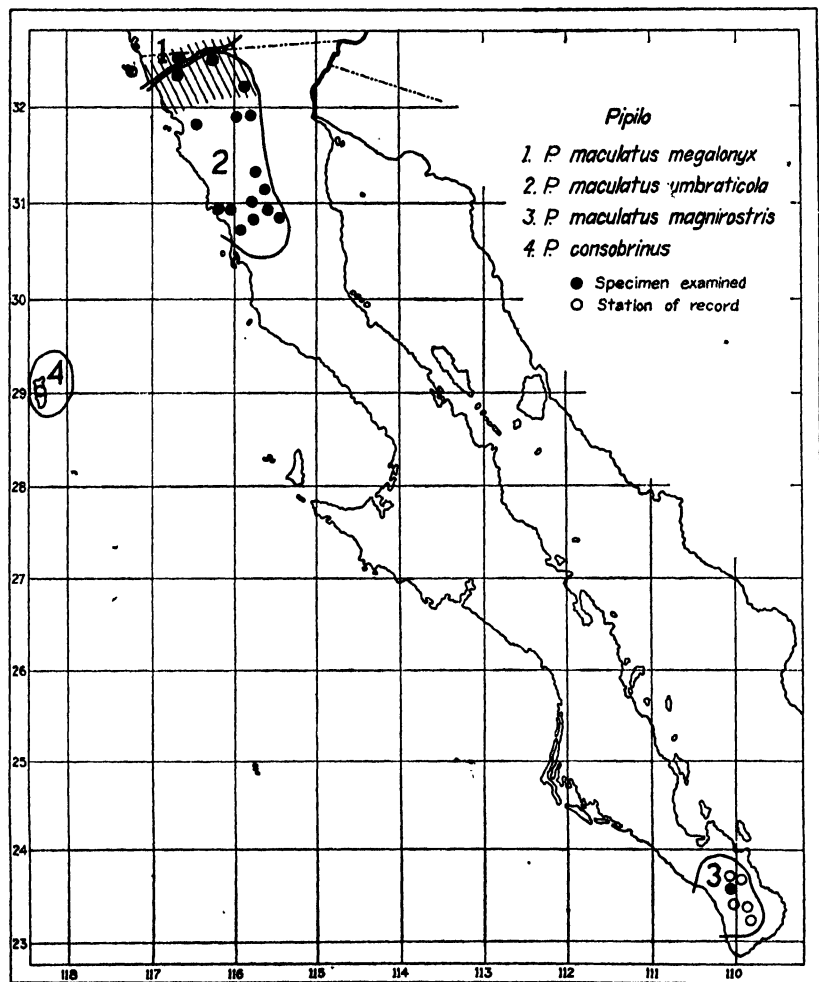 Pipilo
1. P. maculatus megalonyx
2. P. maculatus umbraticola
3. P. maculatus magnirostris
4. P. consobrinus
● Specimen examined
○ Station of record
1
2
3
4
32
31
30
29
28
27
26
25
24
23
118 117 116 115 114 113 112 111 110